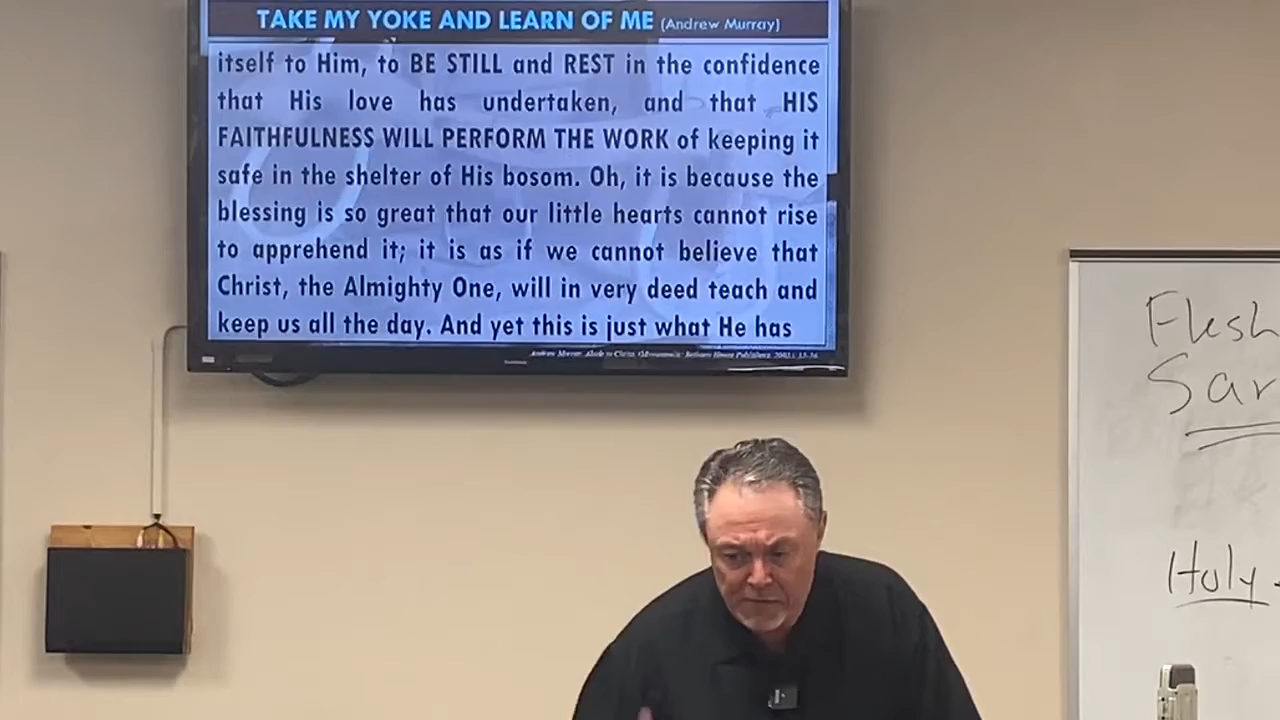 TAKE MY YOKE AND LEARN OF ME (Andrew Murray)
itself to Him, to BE STILL and REST in the confidence
that His love has undertaken, and that HIS
FAITHFULNESS WILL PERFORM THE WORK of keeping it
safe in the shelter of His bosom. Oh, it is because the
blessing is so great that our little hearts cannot rise
to apprehend it; it is as if we cannot believe that
Christ, the Almighty One, will in very deed teach and
keep us all the day. And yet this is just what He has
Andrew Murray, Abide in Christ,
Flesh
Sar
Holy